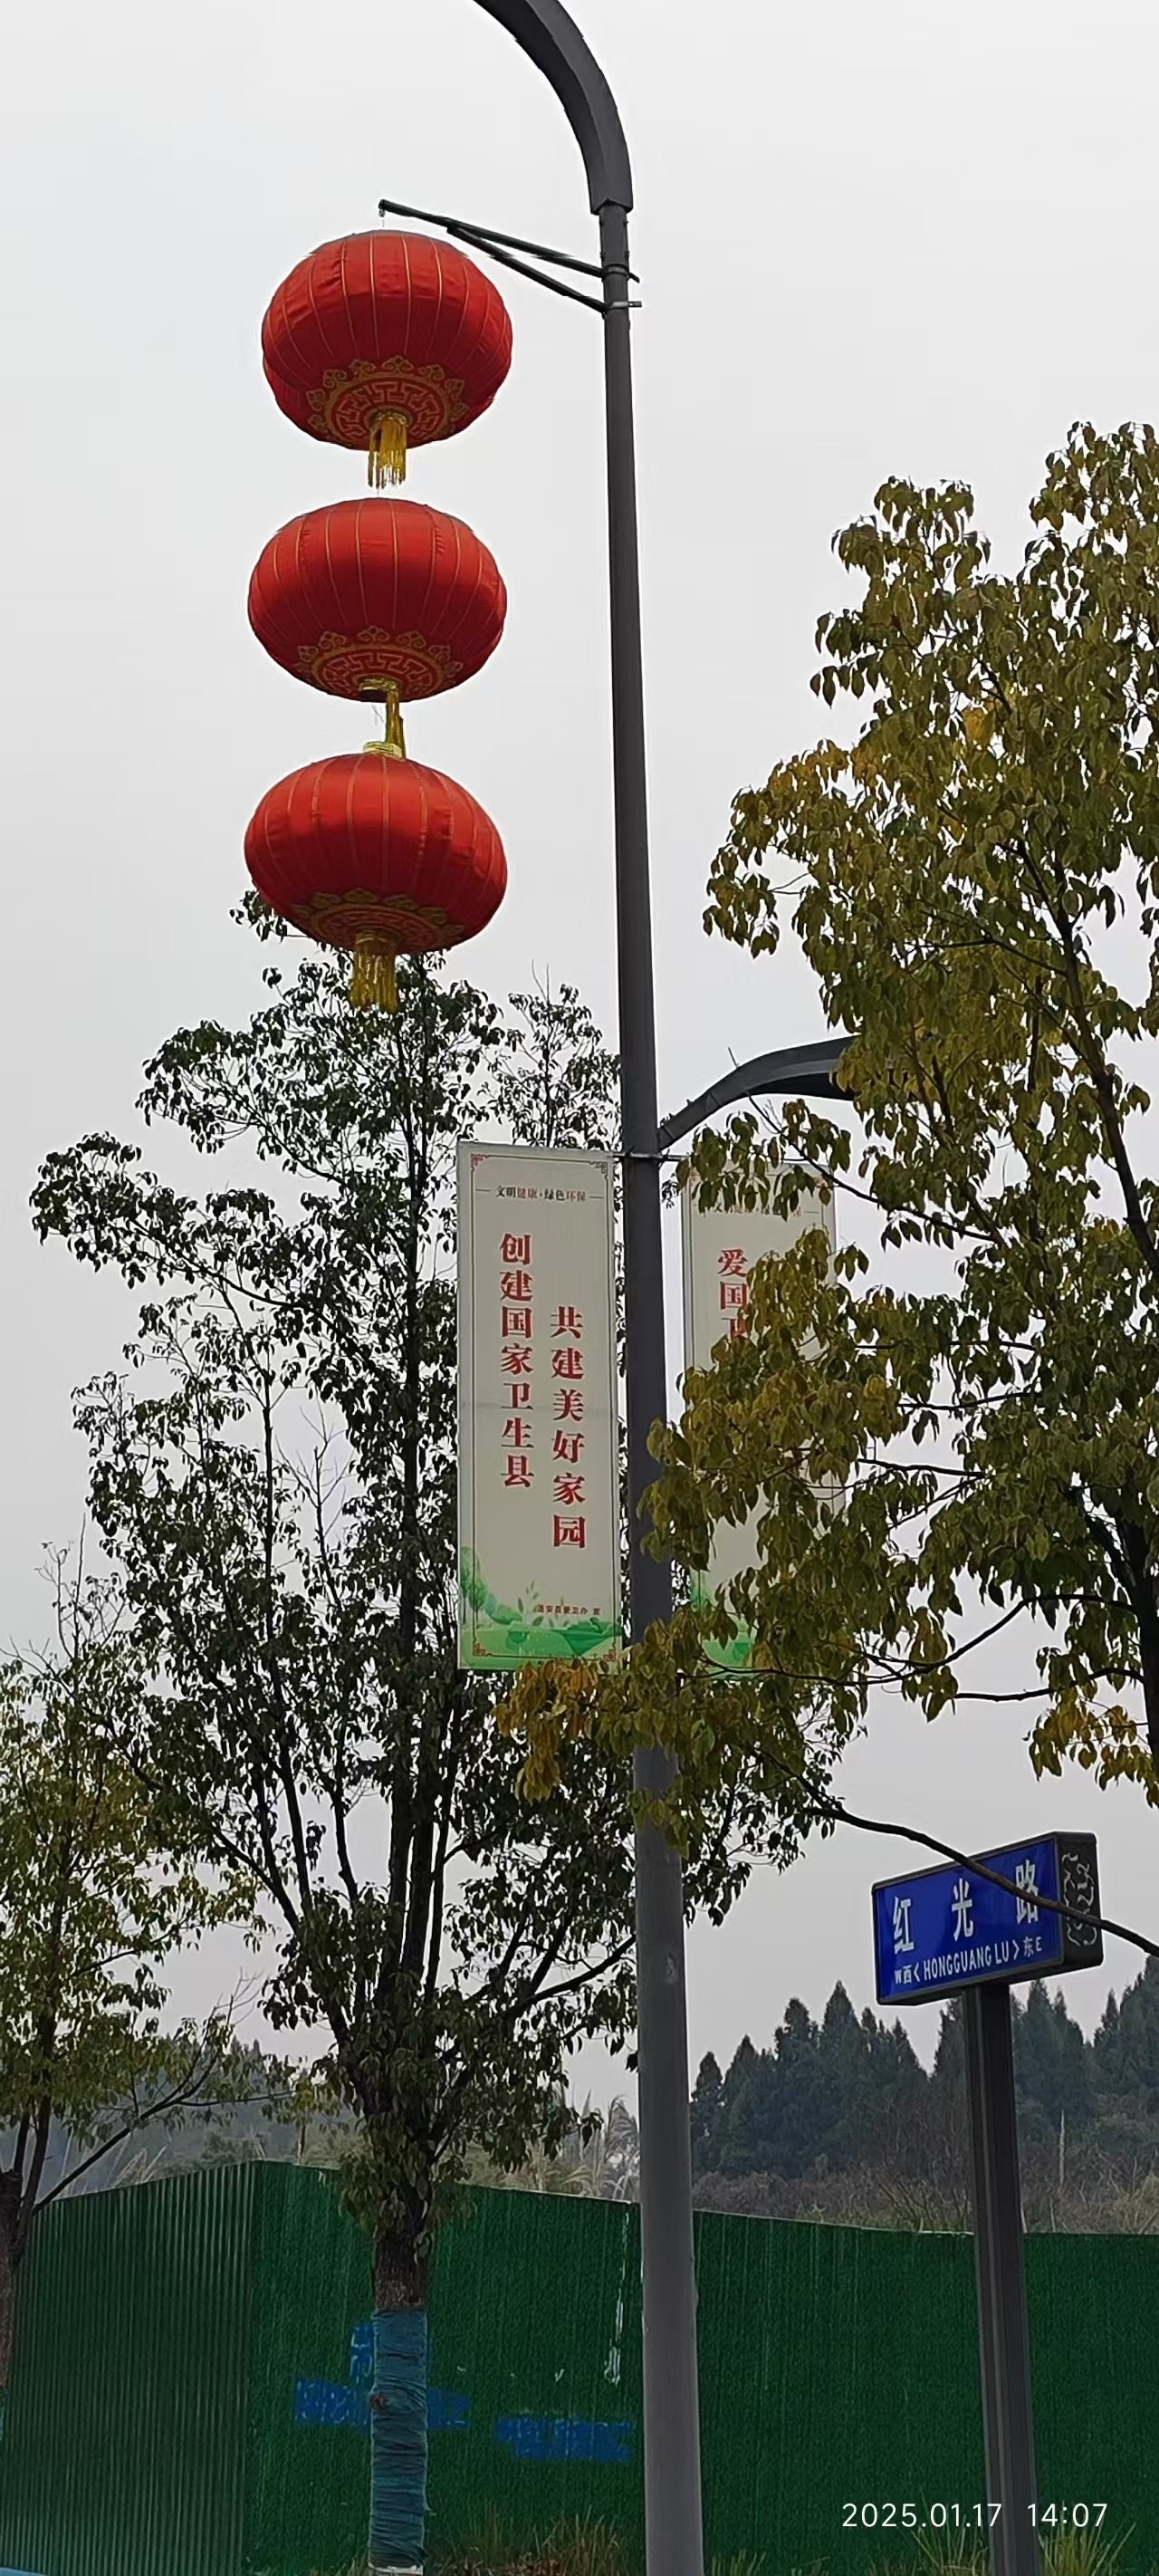 文明健康·绿色环保
创建国家卫生县
共建美好家园
爱国卫
红光路
W西< HONGGUANG LU >东E
2025.01.17 14:07